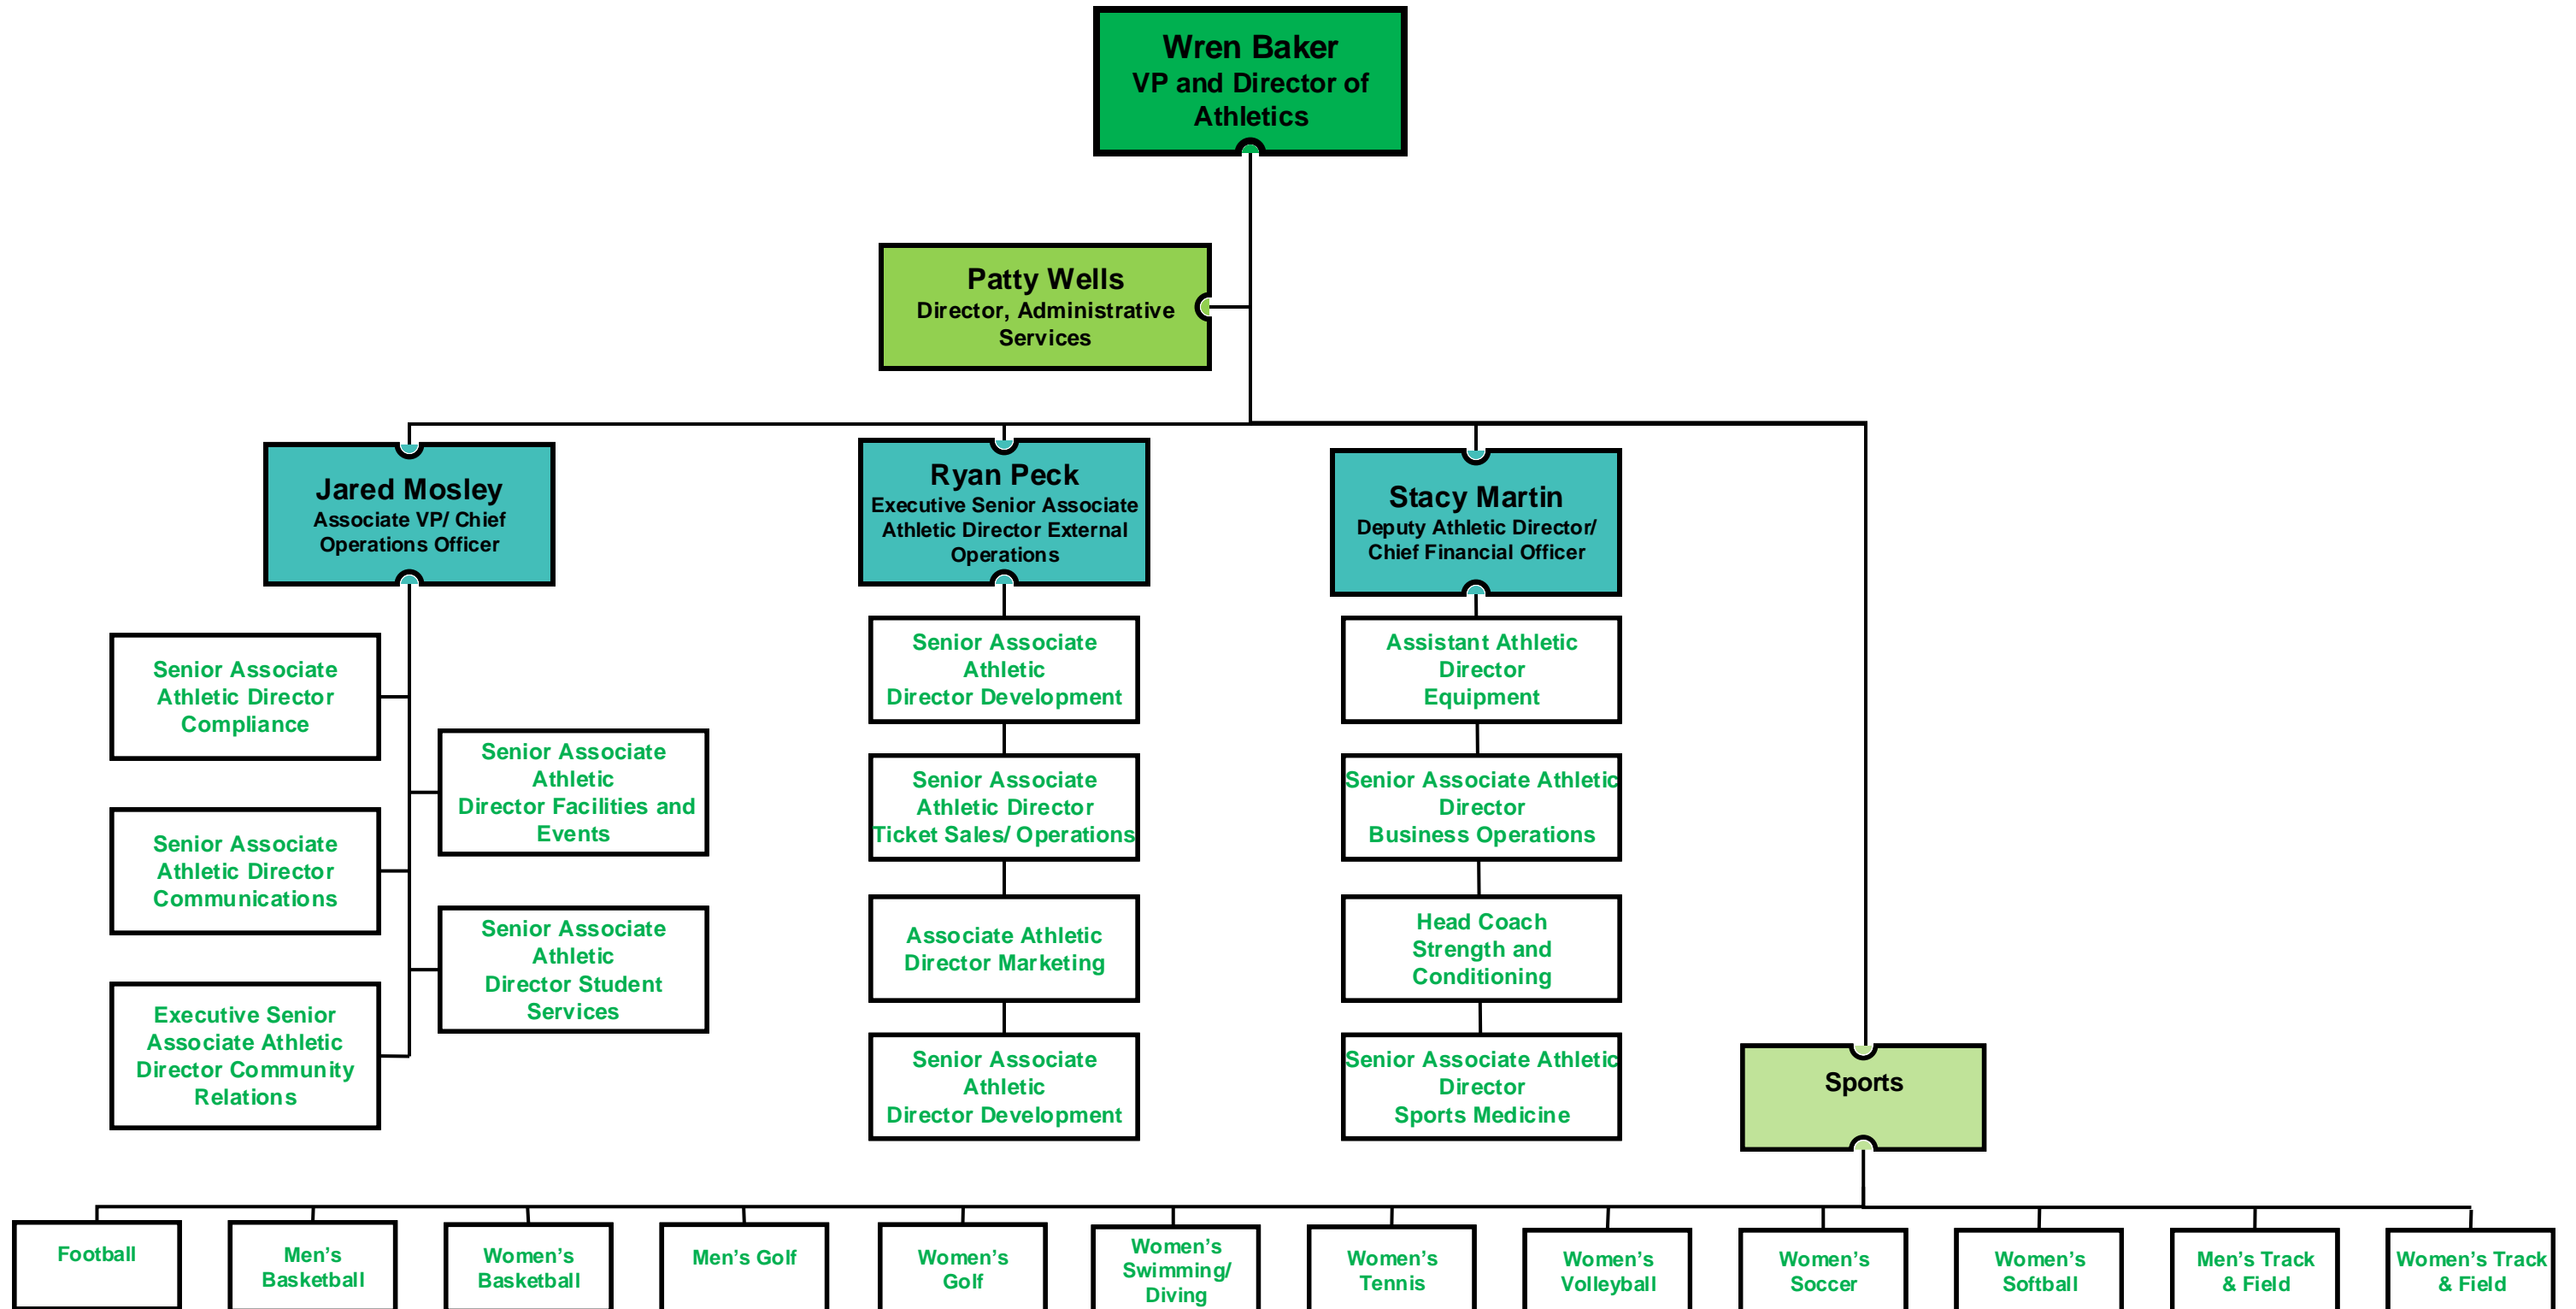 Wren Baker
VP and Director of
Athletics
Patty Wells
Director, Administrative
Services
Jared Mosley
Associate VP/ Chief
Operations Officer
Ryan Peck
Executive Senior Associate
Athletic Director External
Operations
Stacy Martin
Deputy Athletic Director/
Chief Financial Officer
Senior Associate
Athletic Director
Compliance
Senior Associate
Athletic
Director Facilities and
Events
Senior Associate
Athletic Director
Communications
Senior Associate
Athletic
Director Student
Services
Executive Senior
Associate Athletic
Director Community
Relations
Senior Associate
Athletic
Director Development
Senior Associate
Athletic Director
Ticket Sales/ Operations
Associate Athletic
Director Marketing
Senior Associate
Athletic
Director Development
Assistant Athletic
Director
Equipment
Senior Associate Athletic
Director
Business Operations
Head Coach
Strength and
Conditioning
Senior Associate Athletic
Director
Sports Medicine
Sports
Football
Men’s
Basketball
Women’s
Basketball
Men’s Golf
Women’s
Golf
Women’s
Swimming/
Diving
Women’s
Tennis
Women’s
Volleyball
Women’s
Soccer
Women’s
Softball
Men’s Track
& Field
Women’s Track
& Field